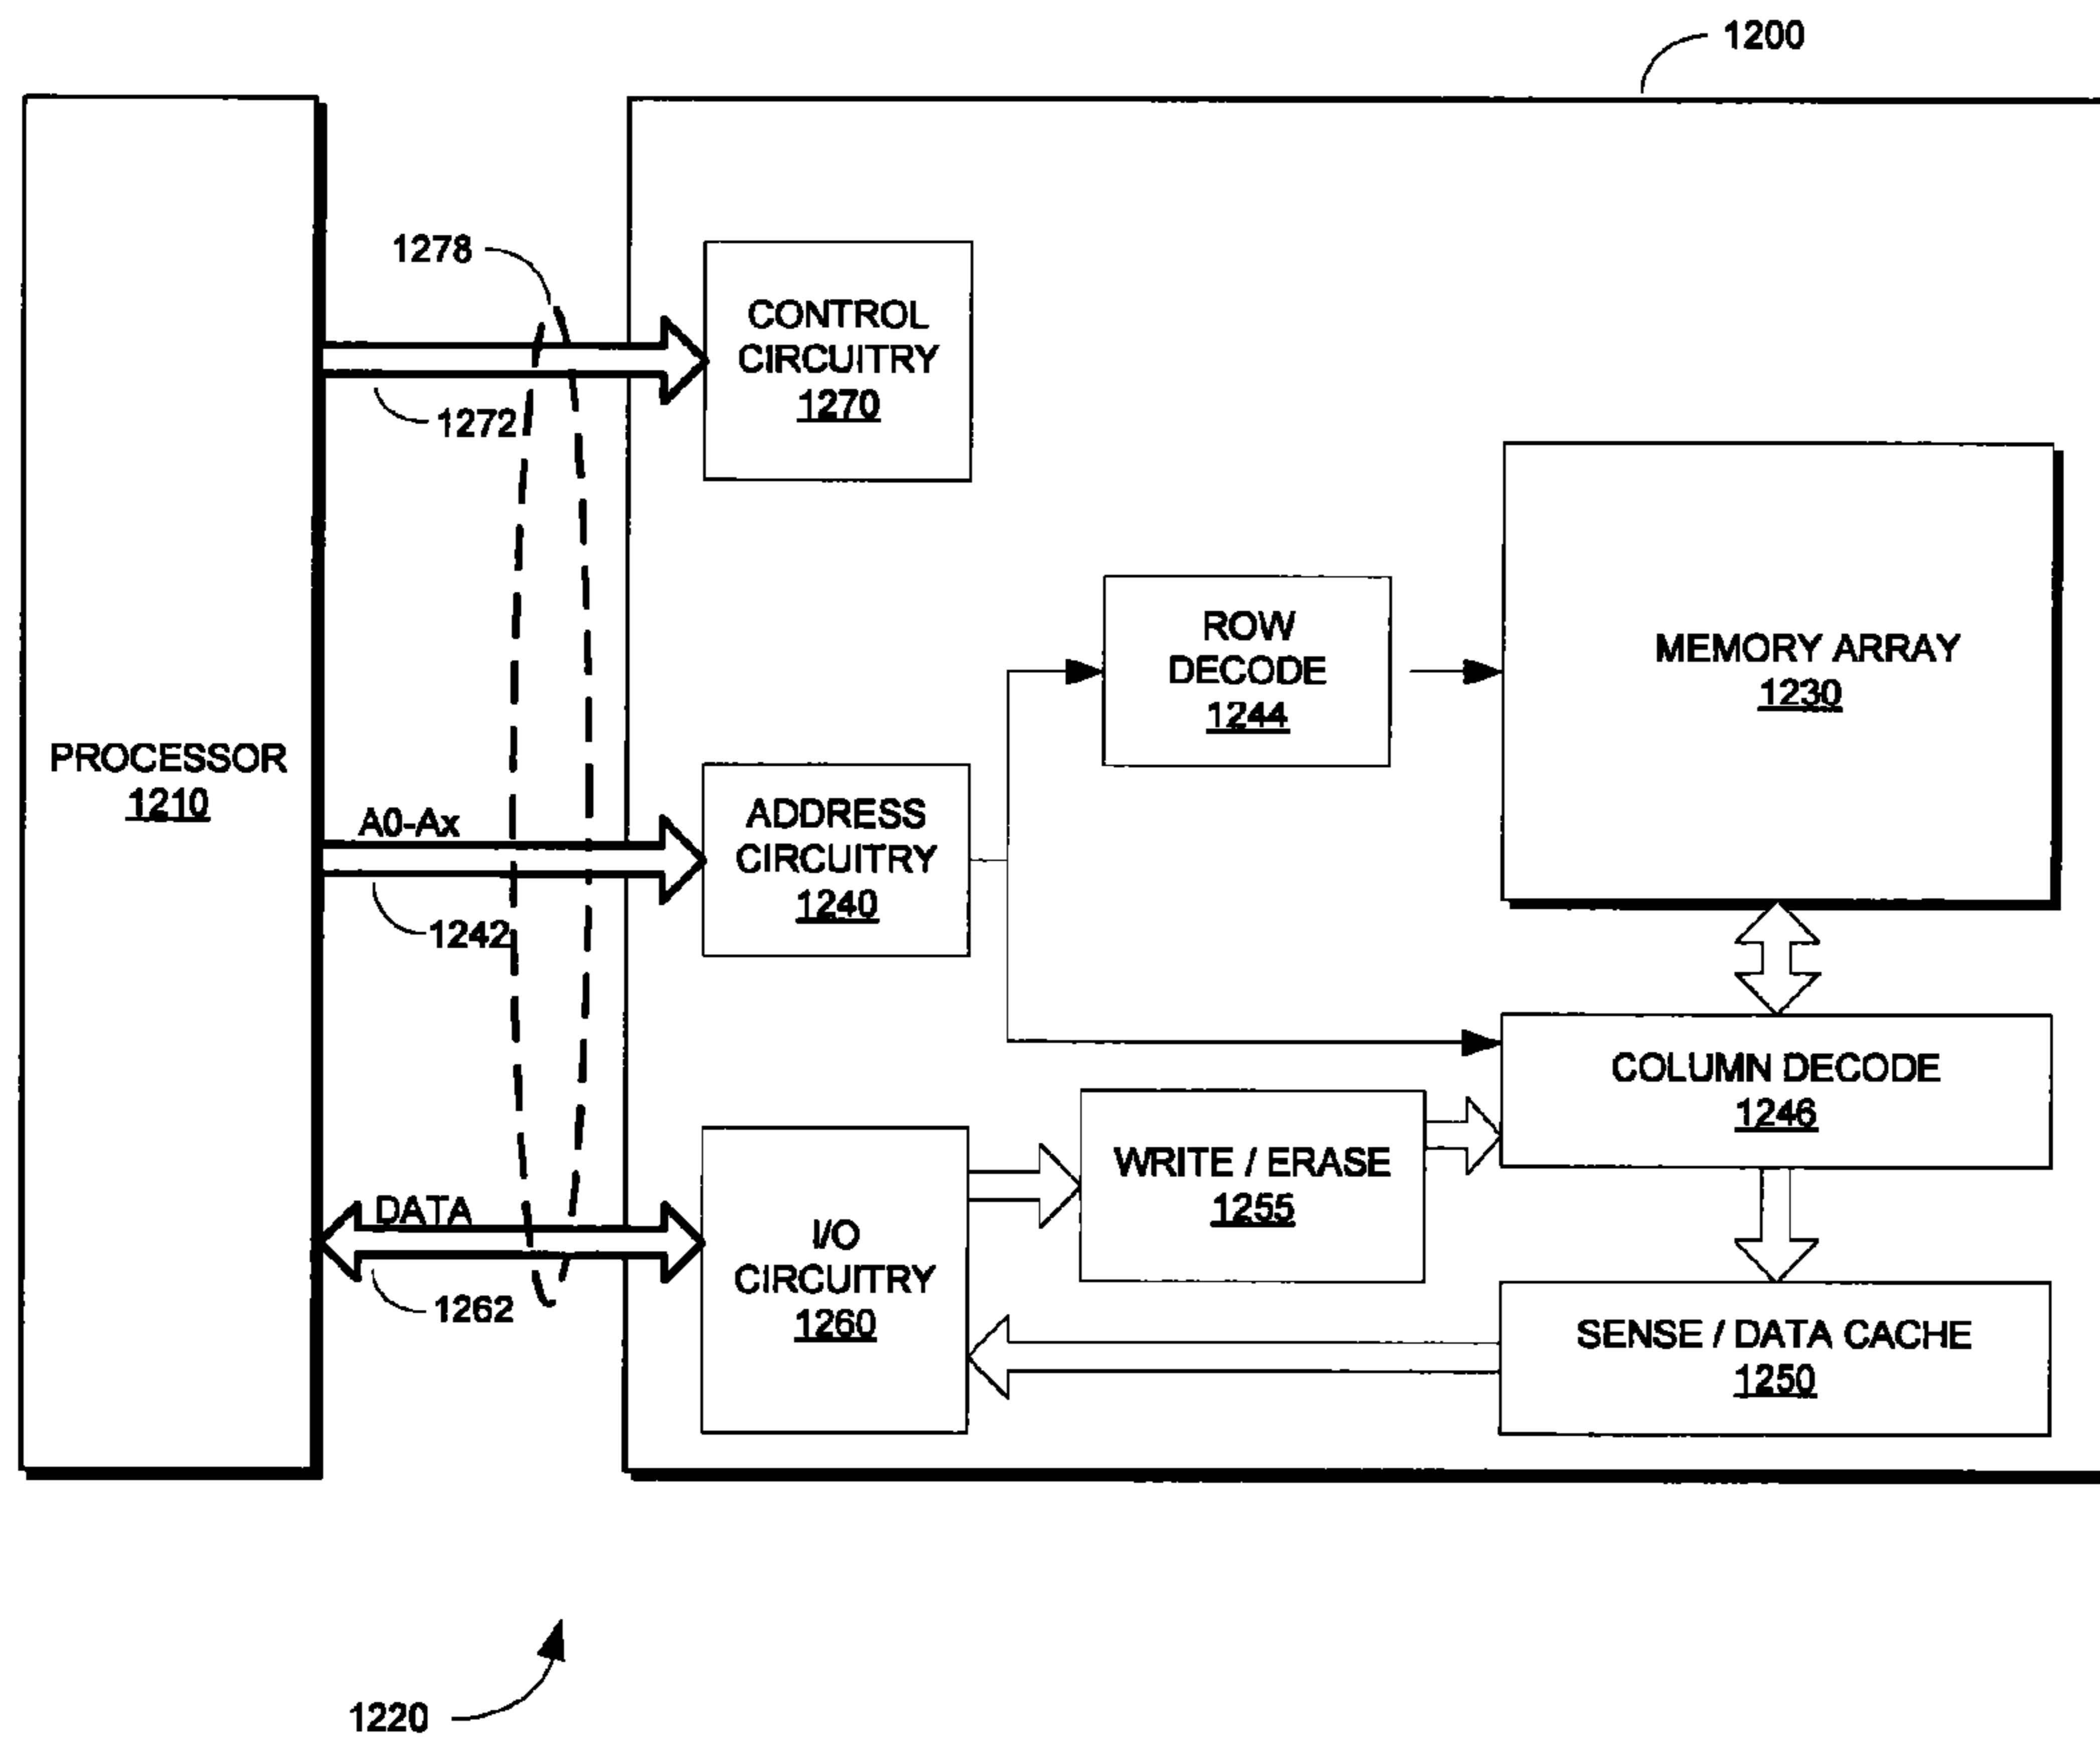 1200
1278
CONTROL
CIRCUITRY
1270
1272
ROW
DECODE
1244
MEMORY ARRAY
1230
PROCESSOR
1210
A0-Ax
ADDRESS
CIRCUITRY
1240
1242
COLUMN DECODE
1246
WRITE / ERASE
1255
DATA
I/O
CIRCUITRY
1260
1262
SENSE / DATA CACHE
1250
1220